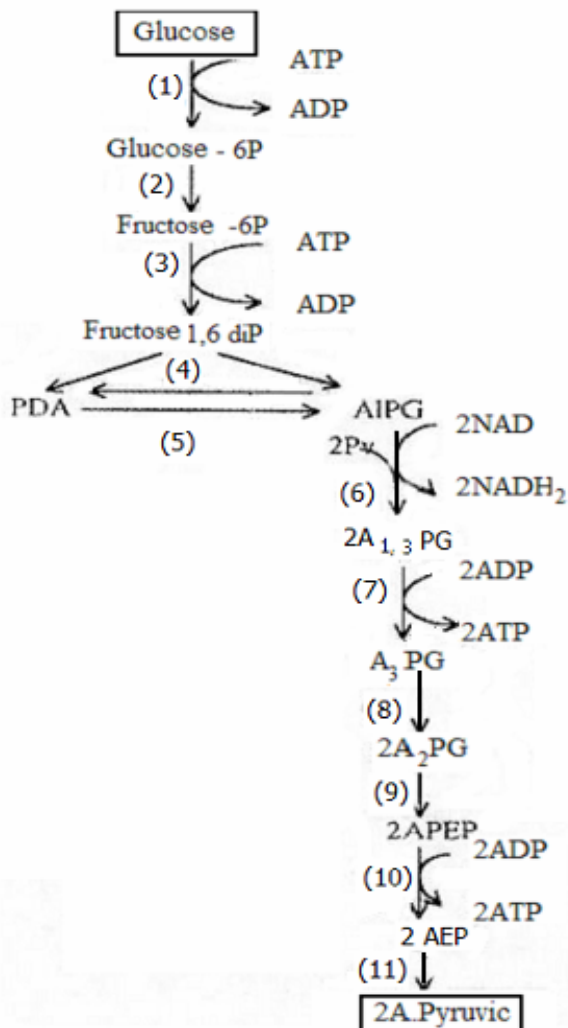 Glucose
ATP
(1)
ADP
Glucose - 6P
(2)
Fructose -6P
ATP
(3)
ADP
Fructose 1,6 diP
(4)
PDA
AlPG
(5)
2NAD
2Pv
(6)
2NADH2
2A 1, 3 PG
2ADP
(7)
2ATP
A3 PG
(8)
2A2PG
(9)
2APEP
2ADP
(10)
2ATP
2 AEP
(11)
2A..Pyruvic